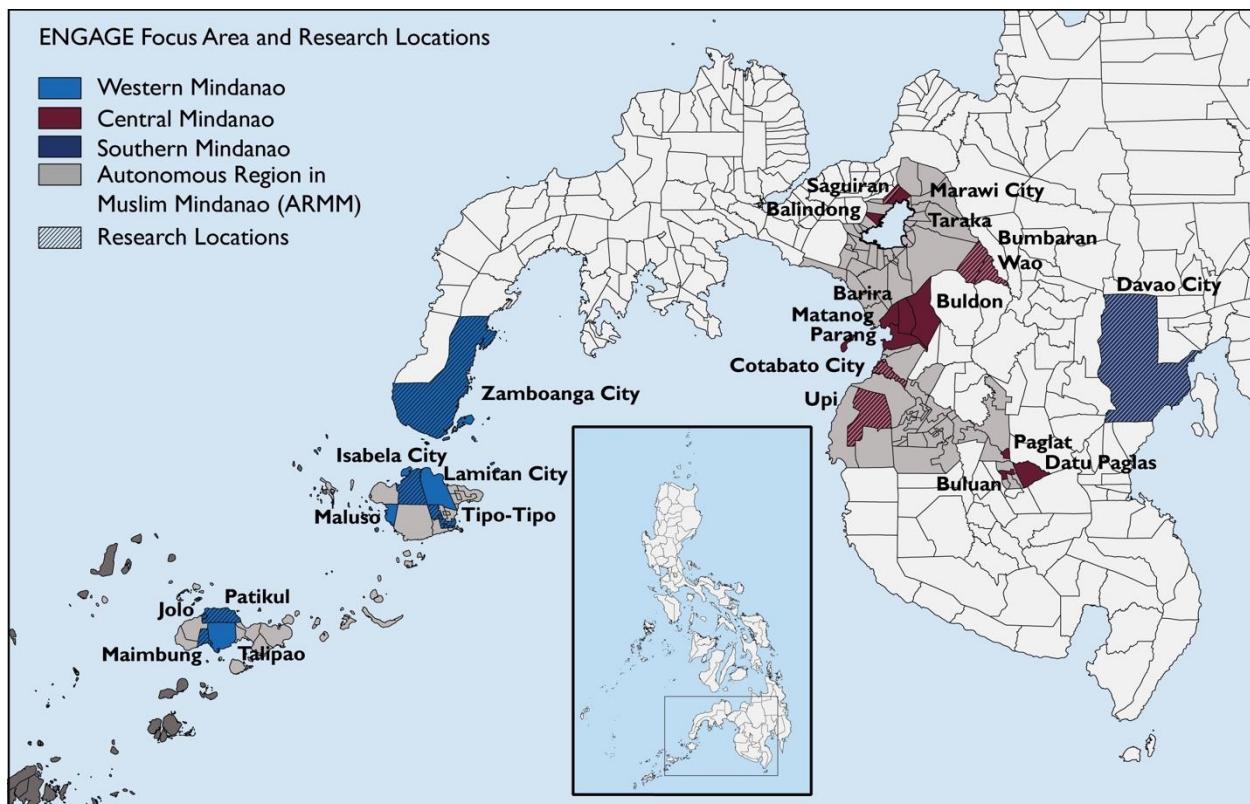 ENGAGE Focus Area and Research Locations
Western Mindanao
Central Mindanao
Southern Mindanao
Autonomous Region in
Muslim Mindanao (ARMM)
Research Locations
Saguiran
Marawi City
Balindong
Taraka
Bumbaran
Wao
Davao City
Barira
Buldon
Matanog
Parang
Cotabato City
Zamboanga City
Upi
Paglat
Datu Paglas
Buluan
Isabela City
Lamitan City
Maluso
Tipo-Tipo
Patikul
Jolo
Maimbung
Talipao